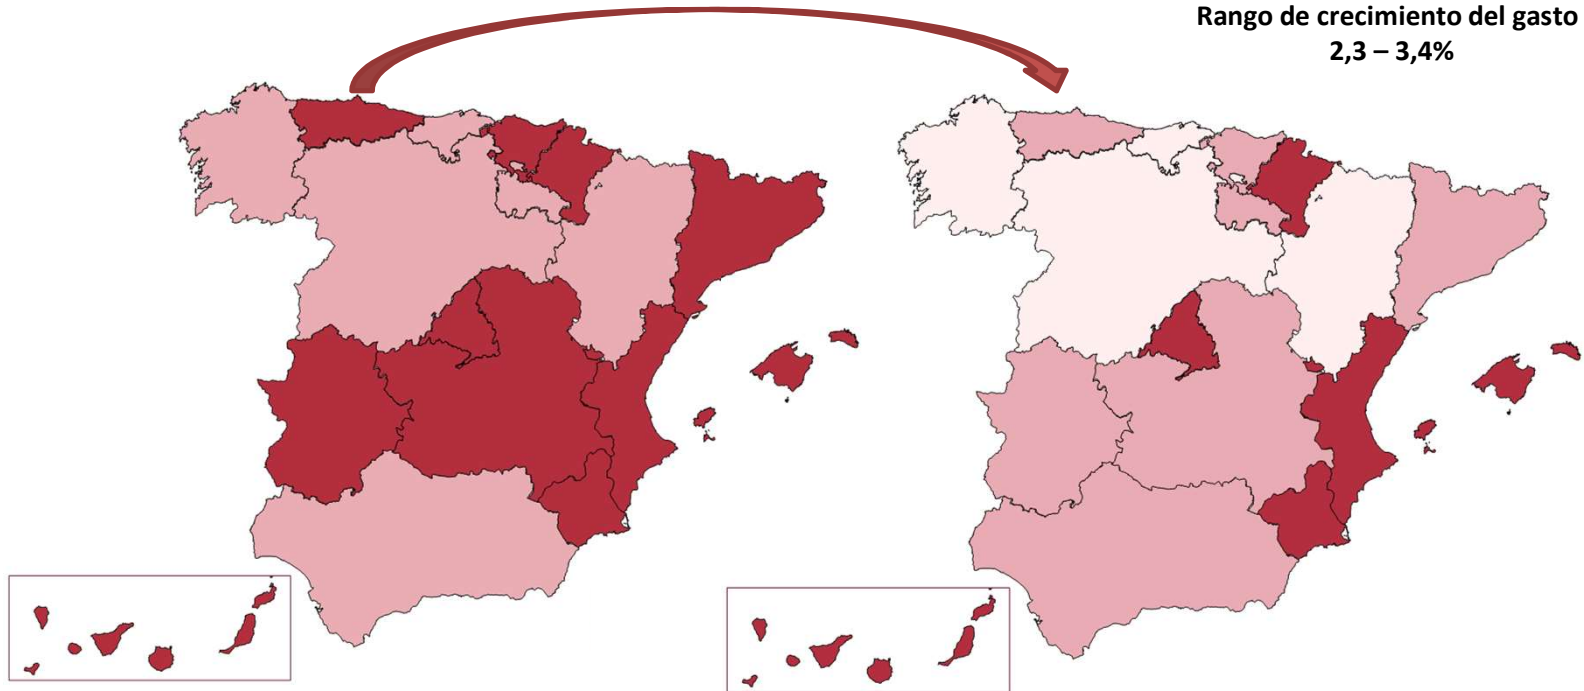 Rango de crecimiento del gasto
2,3 – 3,4%